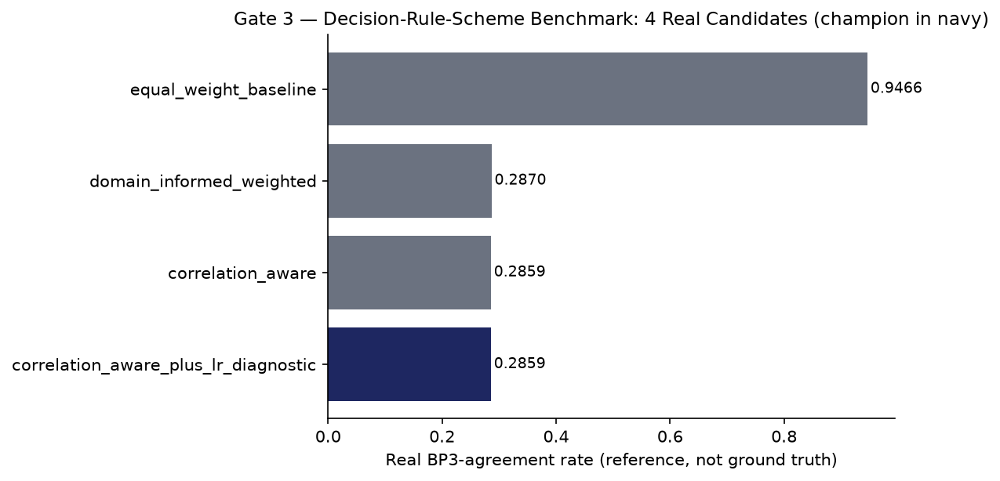 Gate 3 — Decision-Rule-Scheme Benchmark: 4 Real Candidates (champion in navy)
equal_weight_baseline
0.9466
domain_informed_weighted
0.2870
correlation_aware
0.2859
correlation_aware_plus_lr_diagnostic
0.2859
0.0 0.2 0.4 0.6 0.8
Real BP3-agreement rate (reference, not ground truth)